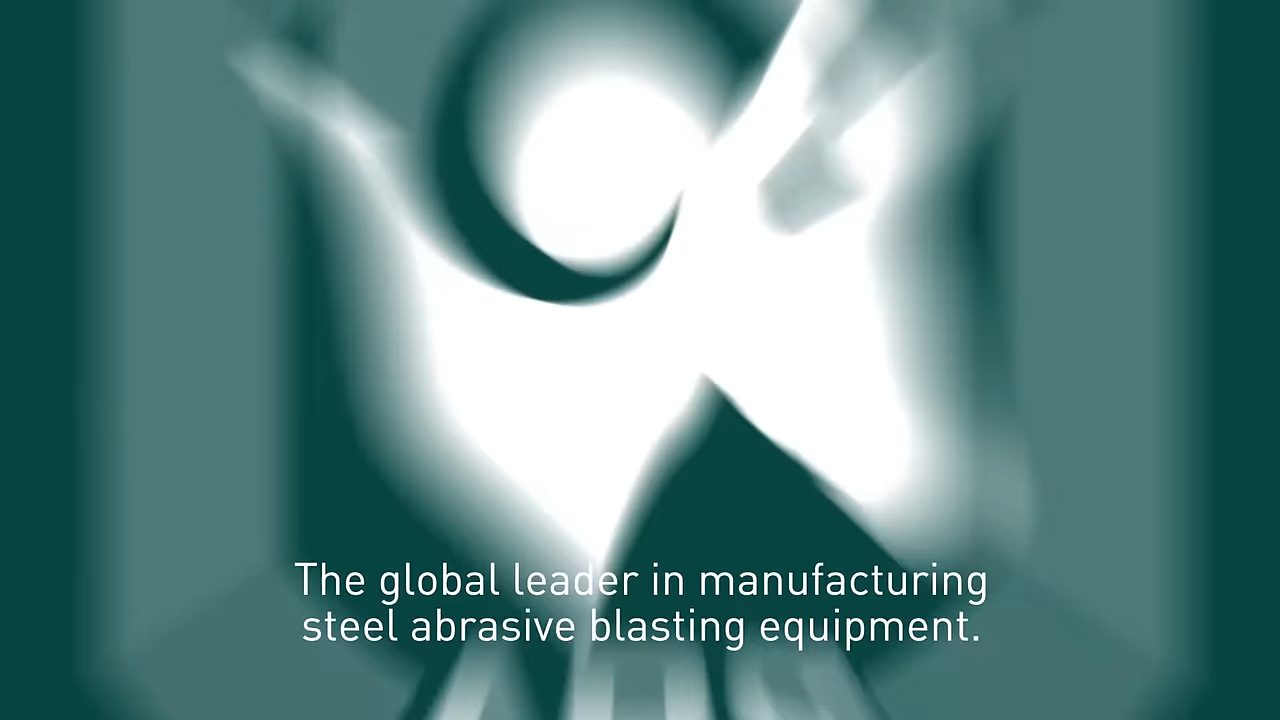 The global leader in manufacturing
steel abrasive blasting equipment.